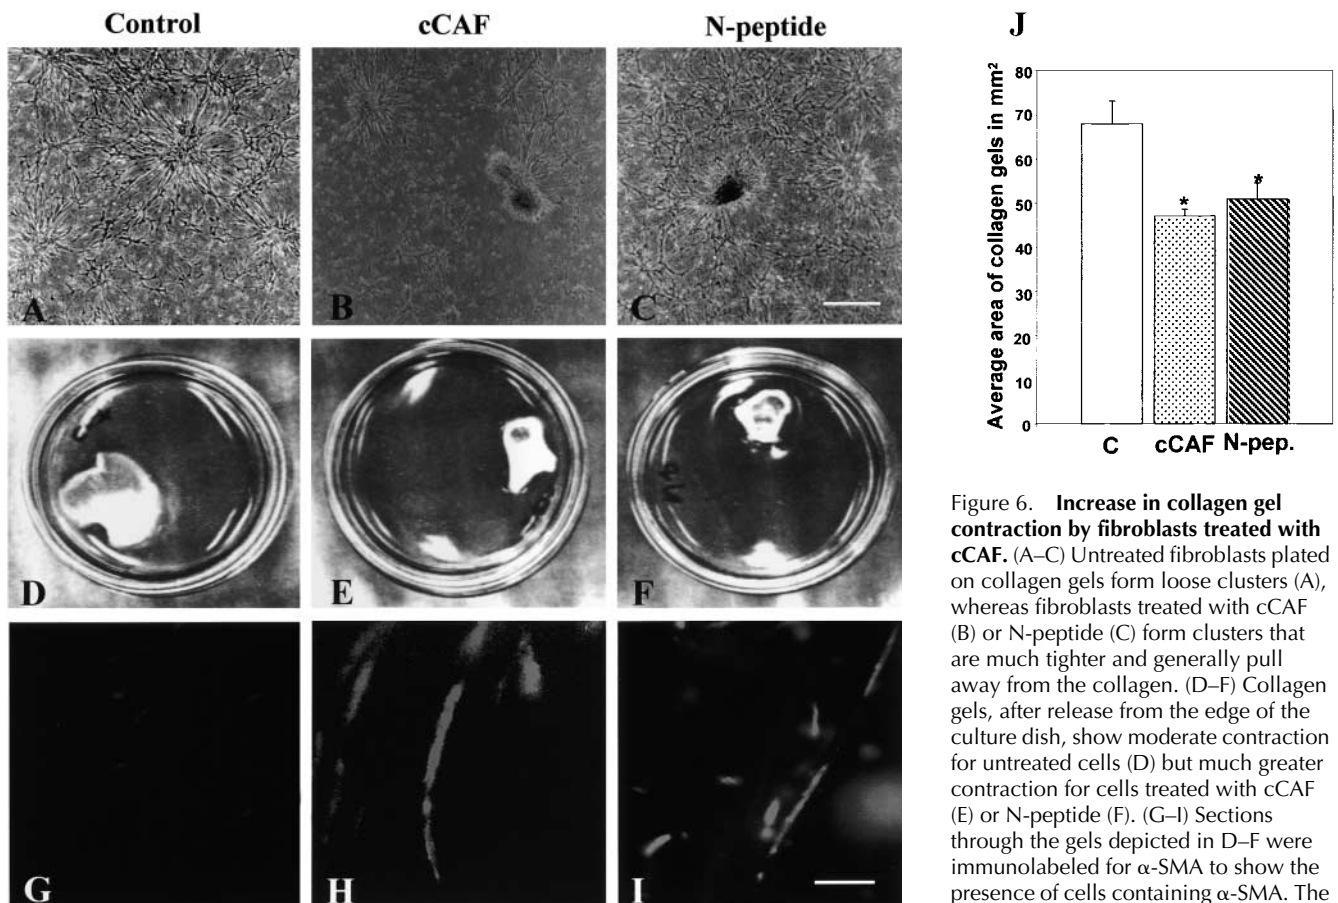 Control
cCAF
N-peptide
A
B
C
D
E
F
G
H
I
J
Average area of collagen gels in mm²
80
70
60
50
40
30
20
10
0
*
*
C
cCAF
N-pep.
Figure 6. Increase in collagen gel
contraction by fibroblasts treated with
cCAF. (A–C) Untreated fibroblasts plated
on collagen gels form loose clusters (A),
whereas fibroblasts treated with cCAF
(B) or N-peptide (C) form clusters that
are much tighter and generally pull
away from the collagen. (D–F) Collagen
gels, after release from the edge of the
culture dish, show moderate contraction
for untreated cells (D) but much greater
contraction for cells treated with cCAF
(E) or N-peptide (F). (G–I) Sections
through the gels depicted in D–F were
immunolabeled for α-SMA to show the
presence of cells containing α-SMA. The